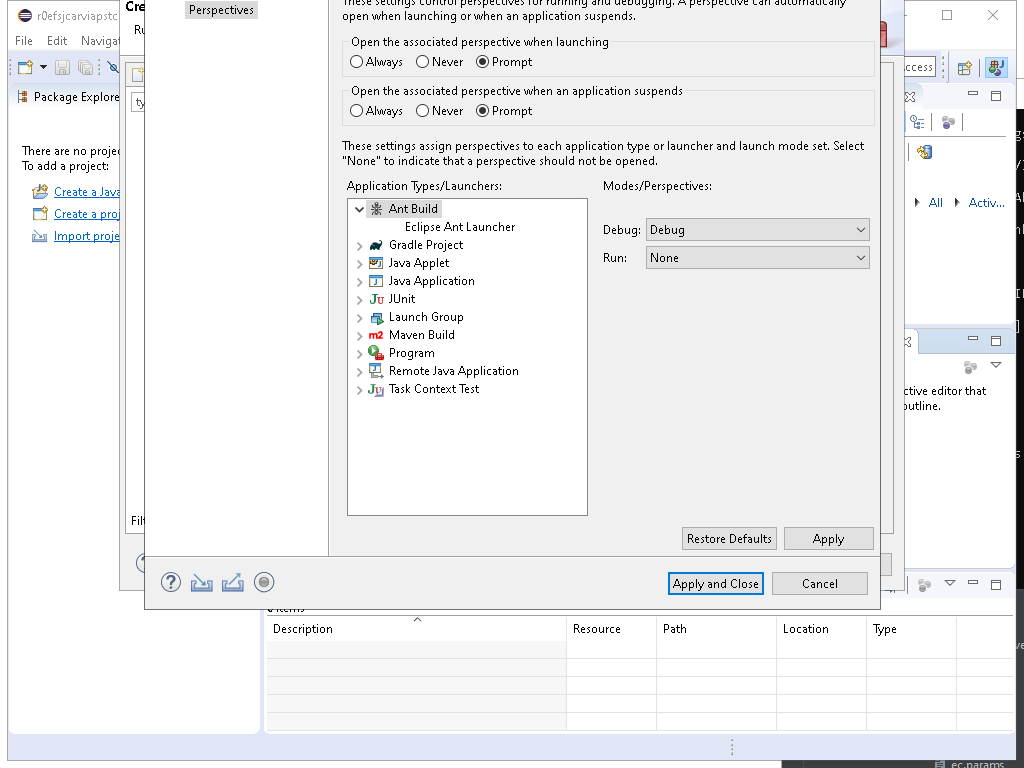 r0efsjcarviapstc
Cre
Perspectives
These settings control perspectives for running and debugging. A perspective can automatically
open when launching or when an application suspends.
File Edit Navigat
Ru
Open the associated perspective when launching
Always Never Prompt
ccess
Package Explore
ty
Open the associated perspective when an application suspends
Always Never Prompt
There are no projec
To add a project:
Create a Java
Create a proj
Import proje
These settings assign perspectives to each application type or launcher and launch mode set. Select
"None" to indicate that a perspective should not be opened.
Application Types/Launchers:
Modes/Perspectives:
Ant Build
Eclipse Ant Launcher
Gradle Project
Java Applet
Java Application
JUnit
Launch Group
Maven Build
Program
Remote Java Application
Task Context Test
Debug: Debug
Run: None
All Activ...
ctive editor that
outline.
Filt
Restore Defaults Apply
Apply and Close Cancel
Description Resource Path Location Type
ec.params